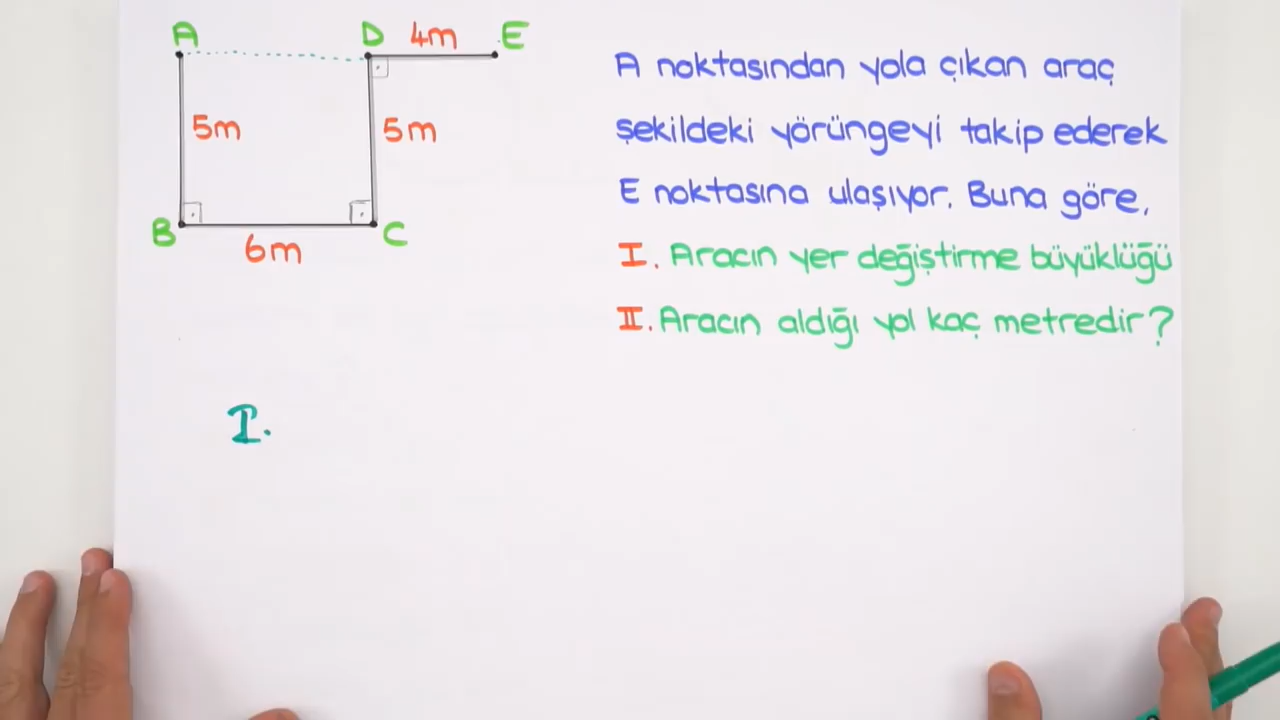 A D 4m E
5m 5m
B 6m C
A noktasından yola çıkan araç
şekildeki yörüngeyi takip ederek
E noktasına ulaşıyor. Buna göre,
I. Aracın yer değiştirme büyüklüğü
II. Aracın aldığı yol kaç metredir?
I.